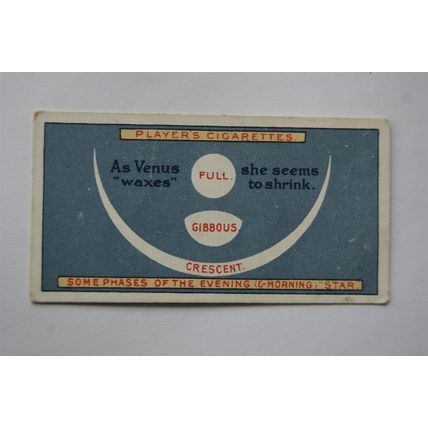 PLAYER'S CIGARETTES.
As Venus "waxes"
FULL.
she seems to shrink.
GIBBOUS.
CRESCENT.
SOME PHASES OF THE EVENING (& MORNING) "STAR.